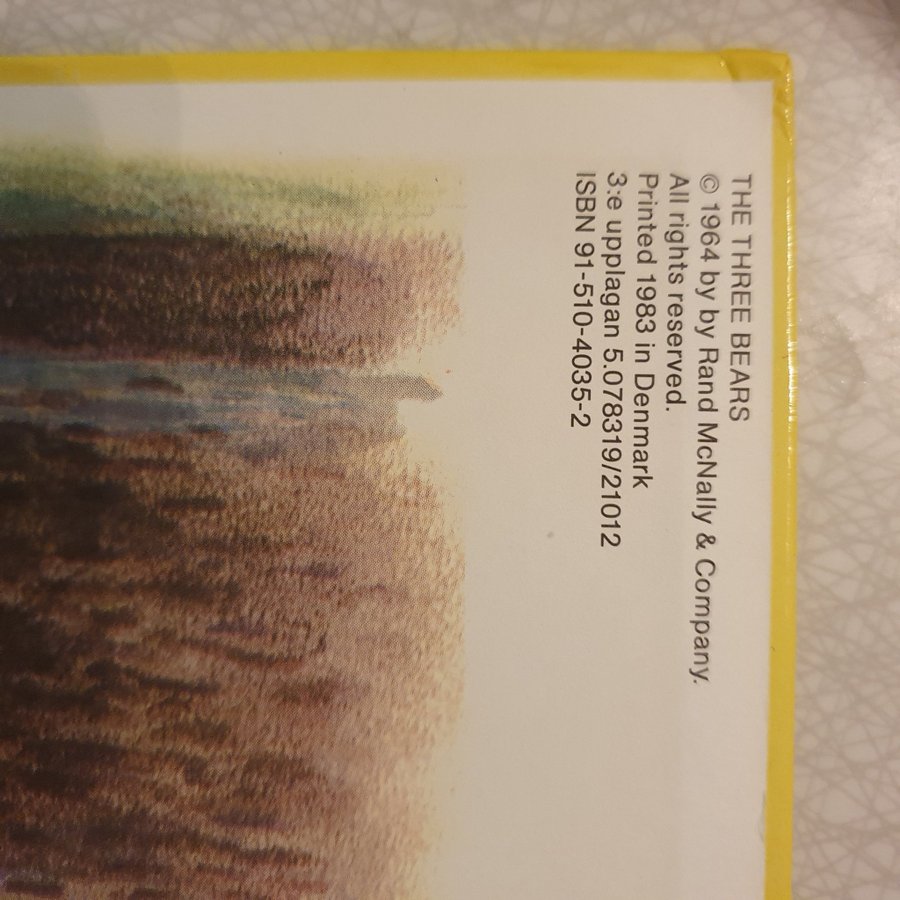 THE THREE BEARS
© 1964 by by Rand McNally & Company.
All rights reserved.
Printed 1983 in Denmark
3:e upplagan 5.078319/21012
ISBN 91-510-4035-2